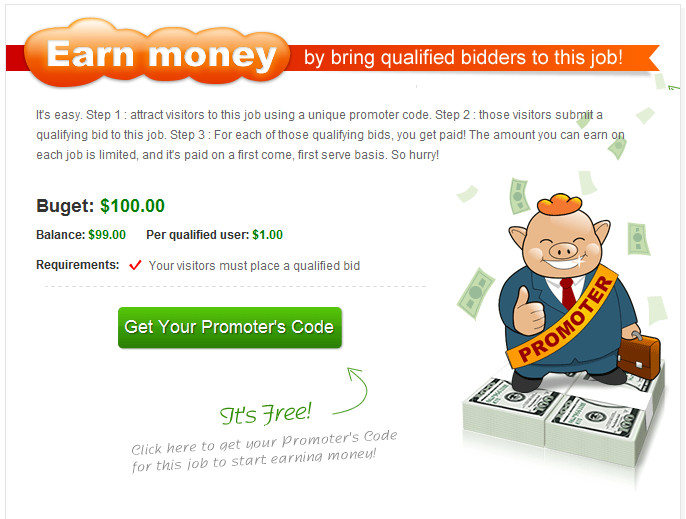 Earn money by bring qualified bidders to this job!
It's easy. Step 1 : attract visitors to this job using a unique promoter code. Step 2 : those visitors submit a
qualifying bid to this job. Step 3 : For each of those qualifying bids, you get paid! The amount you can earn on
each job is limited, and it's paid on a first come, first serve basis. So hurry!
Buget: $100.00
Balance: $99.00 Per qualified user: $1.00
Requirements: Your visitors must place a qualified bid
Get Your Promoter's Code
PROMOTER
It's Free!
Click here to get your Promoter's Code
for this job to start earning money!